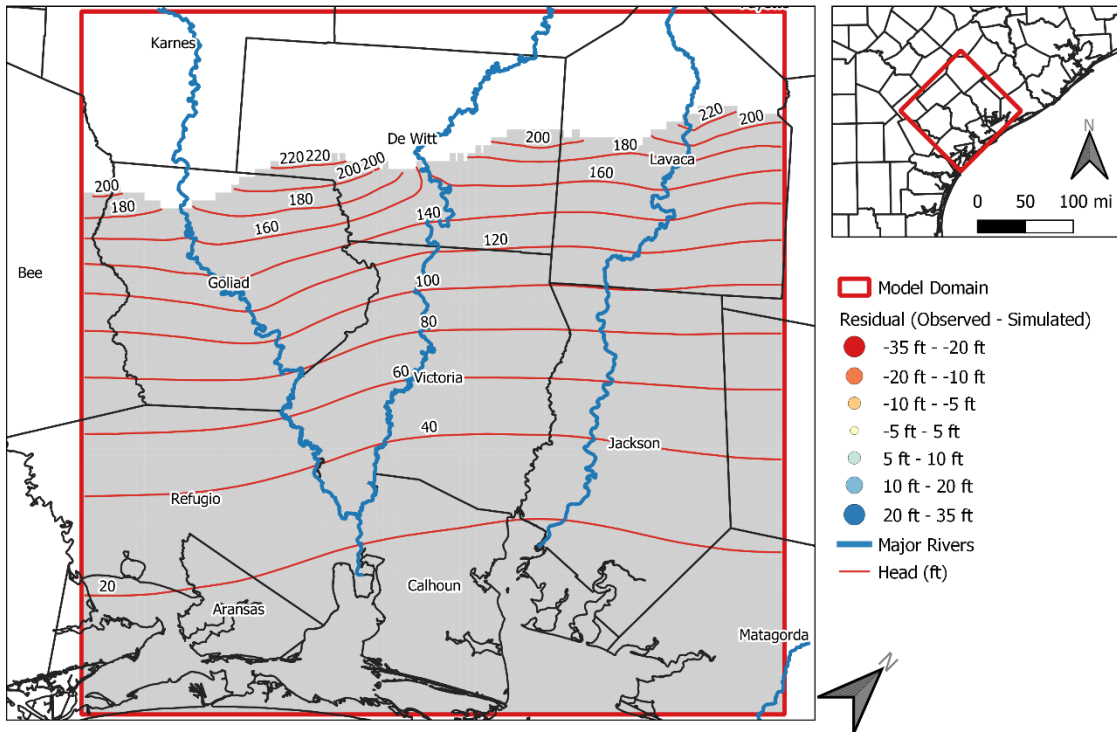 Karnes
220
200
De Witt
200
180
Lavaca
220 220
200 200
160
200
180
180
160
140
120
Bee
Goliad
100
80
60
Victoria
40
Jackson
Refugio
20
Calhoun
Aransas
Matagorda
N
0 50 100 mi
Model Domain
Residual (Observed - Simulated)
-35 ft - -20 ft
-20 ft - -10 ft
-10 ft - -5 ft
-5 ft - 5 ft
5 ft - 10 ft
10 ft - 20 ft
20 ft - 35 ft
Major Rivers
Head (ft)
N